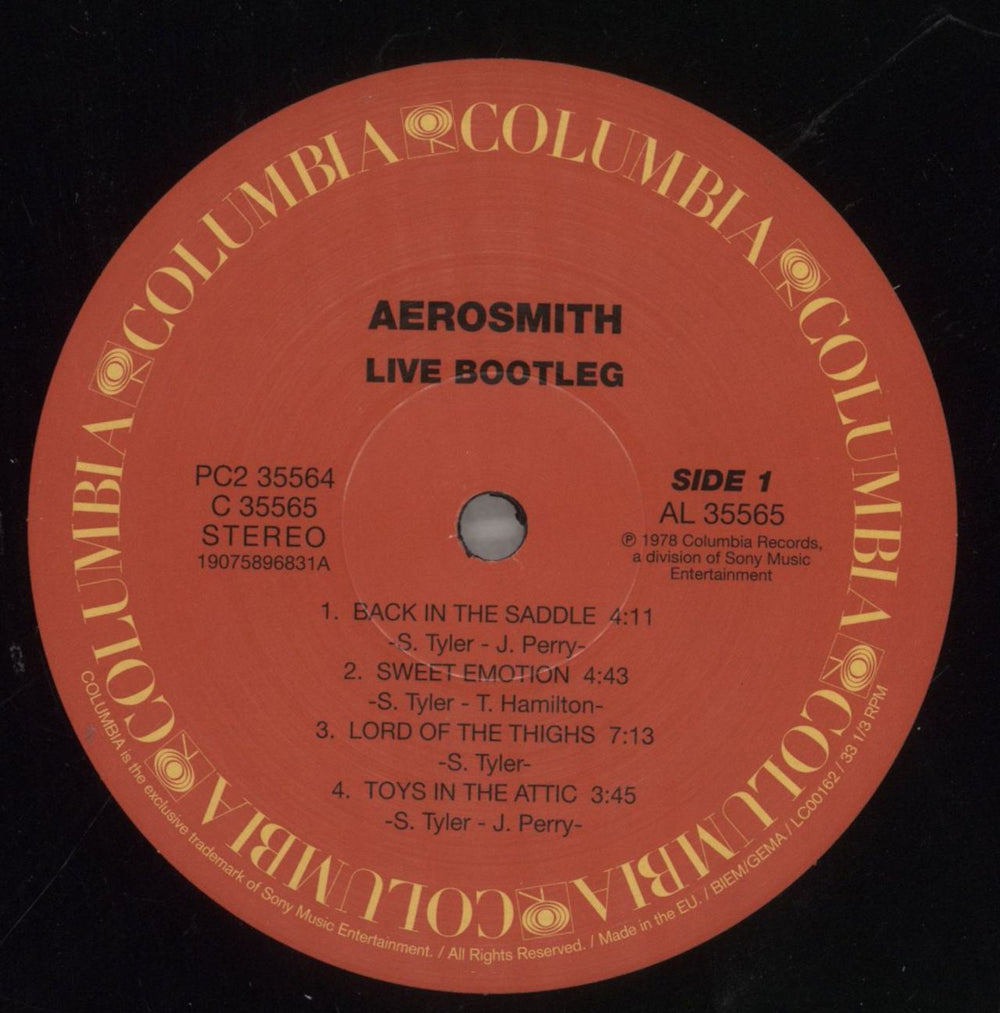 COLUMBIA COLUMBIA COLUMBIA COLUMBIA COLUMBIA COLUMBIA COLUMBIA
AEROSMITH
LIVE BOOTLEG
PC2 35564
C 35565
STEREO
19075896831A
SIDE 1
AL 35565
℗ 1978 Columbia Records,
a division of Sony Music
Entertainment
1. BACK IN THE SADDLE 4:11
-S. Tyler - J. Perry-
2. SWEET EMOTION 4:43
-S. Tyler - T. Hamilton-
3. LORD OF THE THIGHS 7:13
-S. Tyler-
4. TOYS IN THE ATTIC 3:45
-S. Tyler - J. Perry-
COLUMBIA is the exclusive trademark of Sony Music Entertainment. / All Rights Reserved. / Made in the EU. / BIEM/GEMA / LC00162 / 33 1/3 RPM